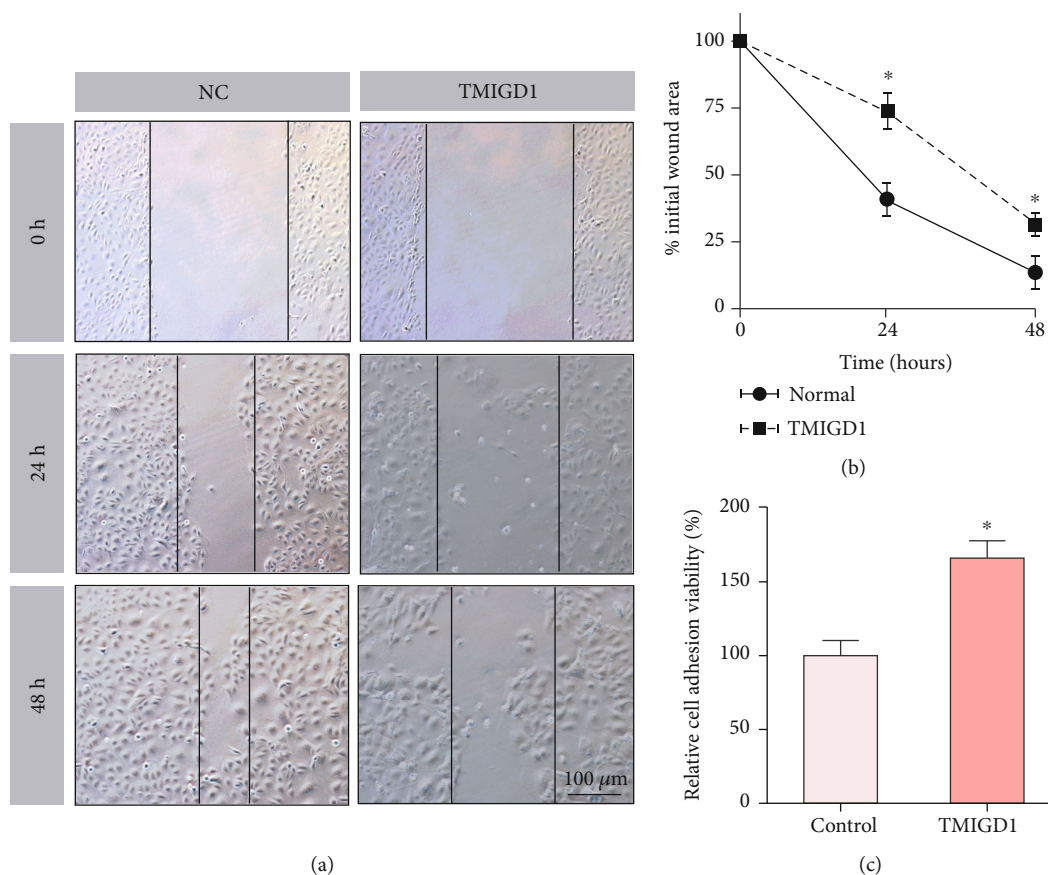 NC
TMIGD1
0 h
24 h
48 h
100 μm
(a)
% initial wound area
100
75
50
25
0
*
*
0
24
48
Time (hours)
Normal
TMIGD1
(b)
Relative cell adhesion viability (%)
200
150
100
50
0
*
Control
TMIGD1
(c)